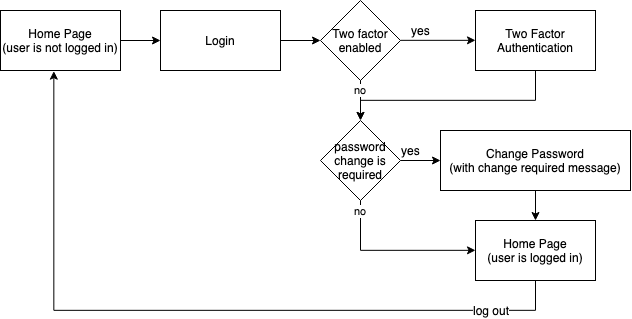 Home Page
(user is not logged in)
Login
Two factor
enabled
yes
Two Factor
Authentication
no
password
change is
required
yes
Change Password
(with change required message)
no
Home Page
(user is logged in)
log out